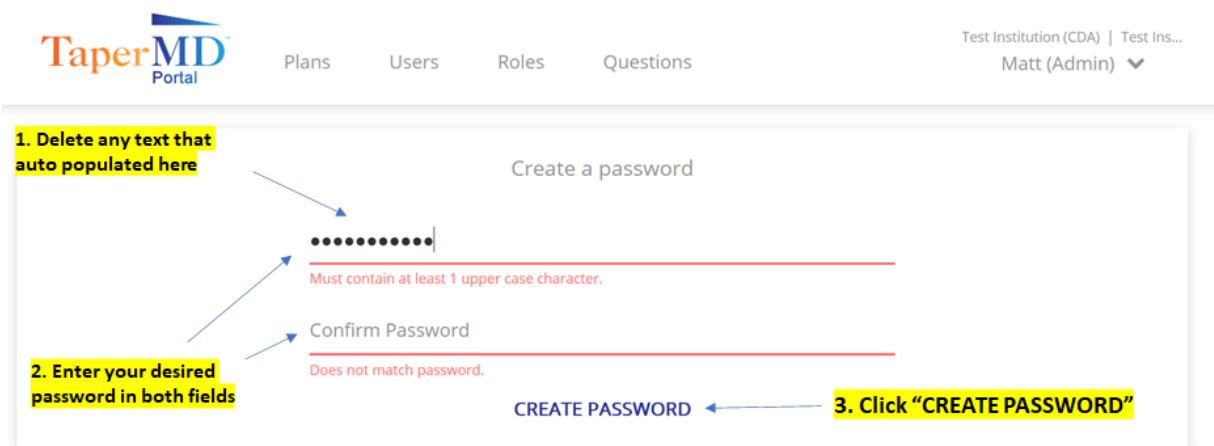 TaperMD™
Portal
Plans Users Roles Questions
Test Institution (CDA) | Test Ins...
Matt (Admin)
1. Delete any text that
auto populated here
Create a password
•••••••••••
Must contain at least 1 upper case character.
Confirm Password
Does not match password.
2. Enter your desired
password in both fields
CREATE PASSWORD
3. Click “CREATE PASSWORD”